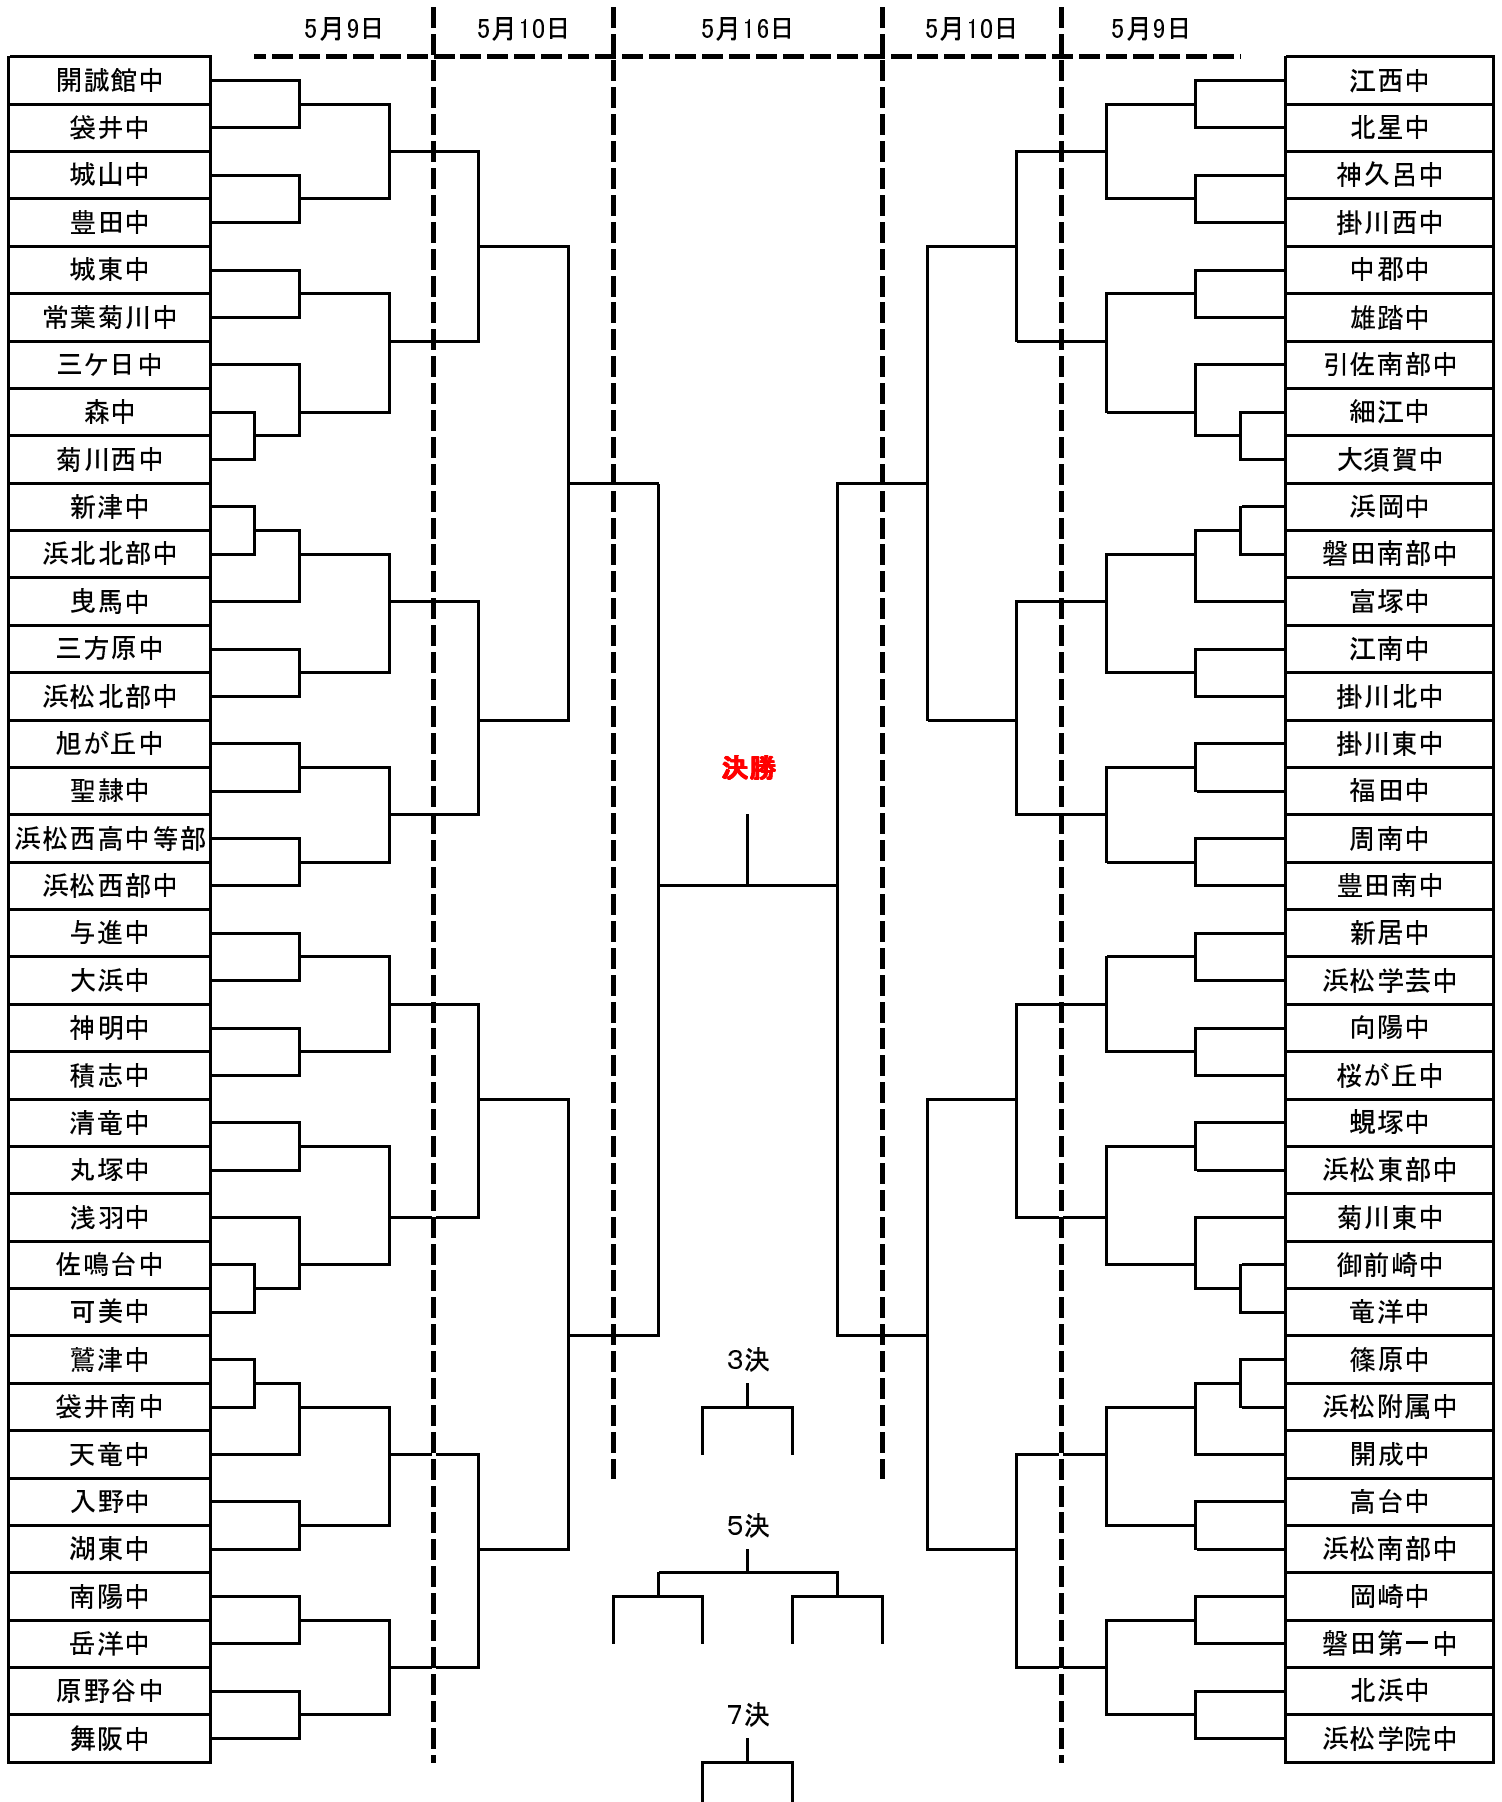 5月9日
5月10日
5月16日
5月10日
5月9日
開誠館中
袋井中
城山中
豊田中
城東中
常葉菊川中
三ケ日中
森中
菊川西中
新津中
浜北北部中
曳馬中
三方原中
浜松北部中
旭が丘中
聖隷中
浜松西高中等部
浜松西部中
与進中
大浜中
神明中
積志中
清竜中
丸塚中
浅羽中
佐鳴台中
可美中
鷲津中
袋井南中
天竜中
入野中
湖東中
南陽中
岳洋中
原野谷中
舞阪中
決勝
3決
5決
7決
江西中
北星中
神久呂中
掛川西中
中郡中
雄踏中
引佐南部中
細江中
大須賀中
浜岡中
磐田南部中
富塚中
江南中
掛川北中
掛川東中
福田中
周南中
豊田南中
新居中
浜松学芸中
向陽中
桜が丘中
蜆塚中
浜松東部中
菊川東中
御前崎中
竜洋中
篠原中
浜松附属中
開成中
高台中
浜松南部中
岡崎中
磐田第一中
北浜中
浜松学院中